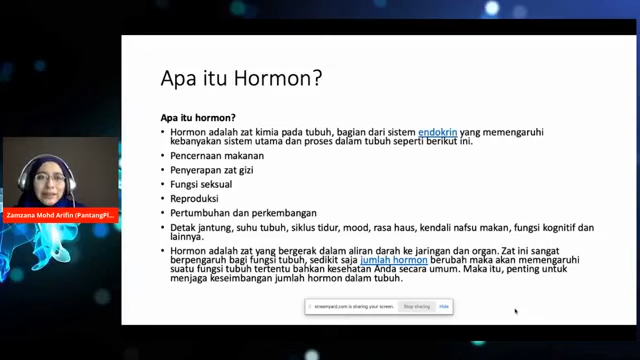 Apa itu Hormon?
Apa itu hormon?
• Hormon adalah zat kimia pada tubuh, bagian dari sistem endokrin yang memengaruhi
kebanyakan sistem utama dan proses dalam tubuh seperti berikut ini.
• Pencernaan makanan
• Penyerapan zat gizi
• Fungsi seksual
• Reproduksi
• Pertumbuhan dan perkembangan
• Detak jantung, suhu tubuh, siklus tidur, mood, rasa haus, kendali nafsu makan, fungsi kognitif dan
lainnya.
• Hormon adalah zat yang bergerak dalam aliran darah ke jaringan dan organ. Zat ini sangat
berpengaruh bagi fungsi tubuh, sedikit saja jumlah hormon berubah maka akan memengaruhi
suatu fungsi tubuh tertentu bahkan kesehatan Anda secara umum. Maka itu, penting untuk
menjaga keseimbangan jumlah hormon dalam tubuh.
Zamzana Mohd Arifin (PantangPl...
streamyard.com is sharing your screen.
Stop sharing
Hide